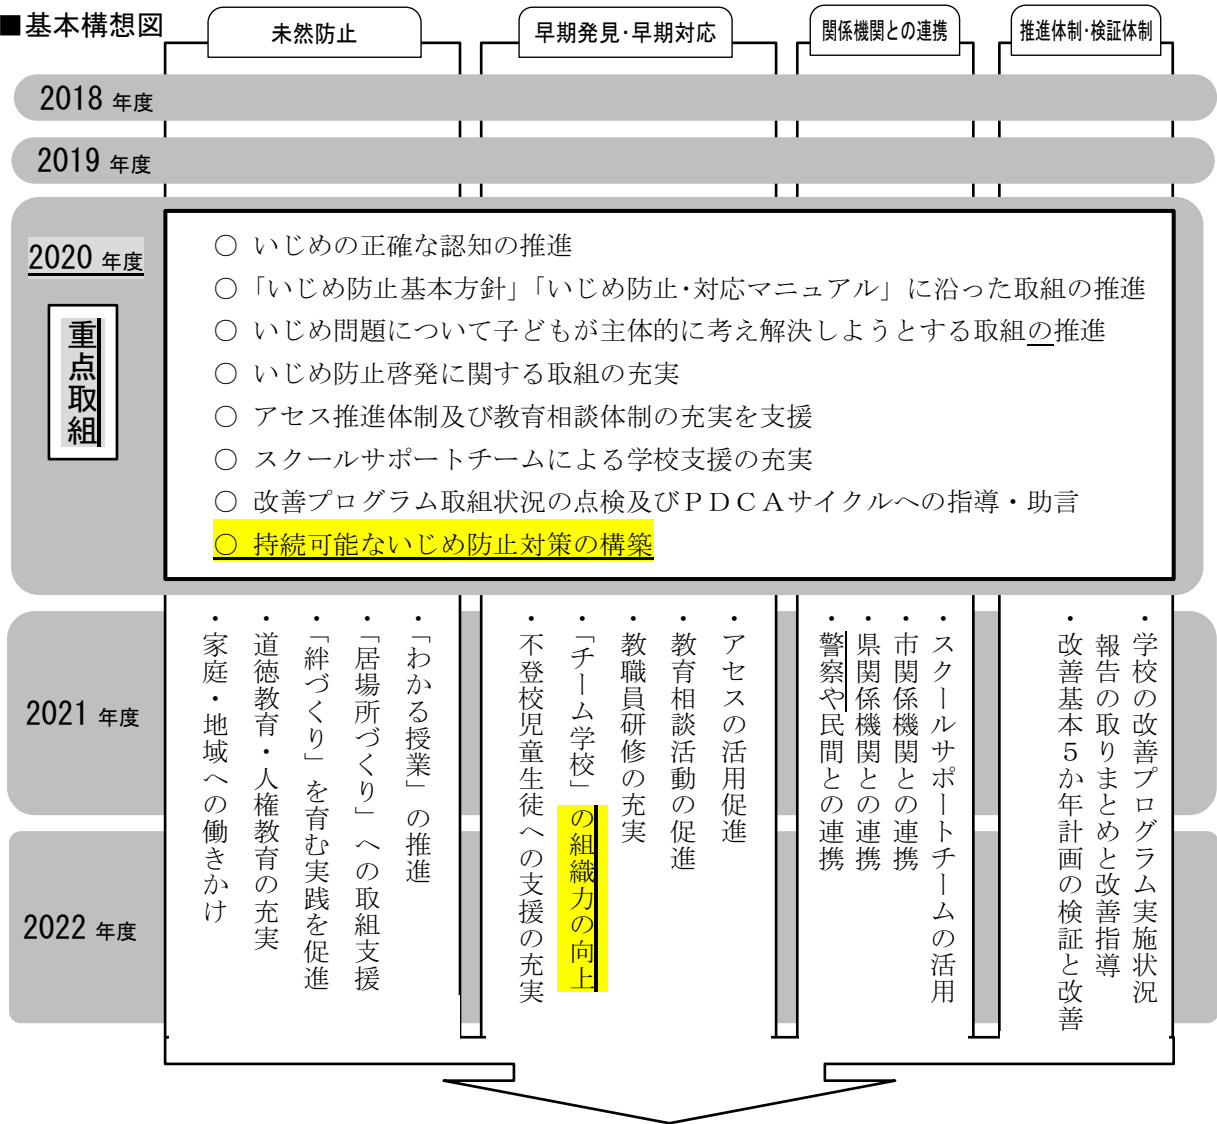 ■基本構想図
未然防止
早期発見・早期対応
関係機関との連携
推進体制・検証体制
2018 年度
2019 年度
2020 年度
重点取組
○ いじめの正確な認知の推進
○「いじめ防止基本方針」「いじめ防止・対応マニュアル」に沿った取組の推進
○ いじめ問題について子どもが主体的に考え解決しようとする取組の推進
○ いじめ防止啓発に関する取組の充実
○ アセス推進体制及び教育相談体制の充実を支援
○ スクールサポートチームによる学校支援の充実
○ 改善プログラム取組状況の点検及びPDCAサイクルへの指導・助言
○ 持続可能ないじめ防止対策の構築
2021 年度
2022 年度
・「わかる授業」の推進
・「居場所づくり」への取組支援
・「絆づくり」を育む実践を促進
・道徳教育・人権教育の充実
・家庭・地域への働きかけ
・アセスの活用促進
・教育相談活動の促進
・教職員研修の充実
・「チーム学校」の組織力の向上
・不登校児童生徒への支援の充実
・スクールサポートチームの活用
・市関係機関との連携
・県関係機関との連携
・警察や民間との連携
・学校の改善プログラム実施状況
報告の取りまとめと改善指導
・改善基本5か年計画の検証と改善